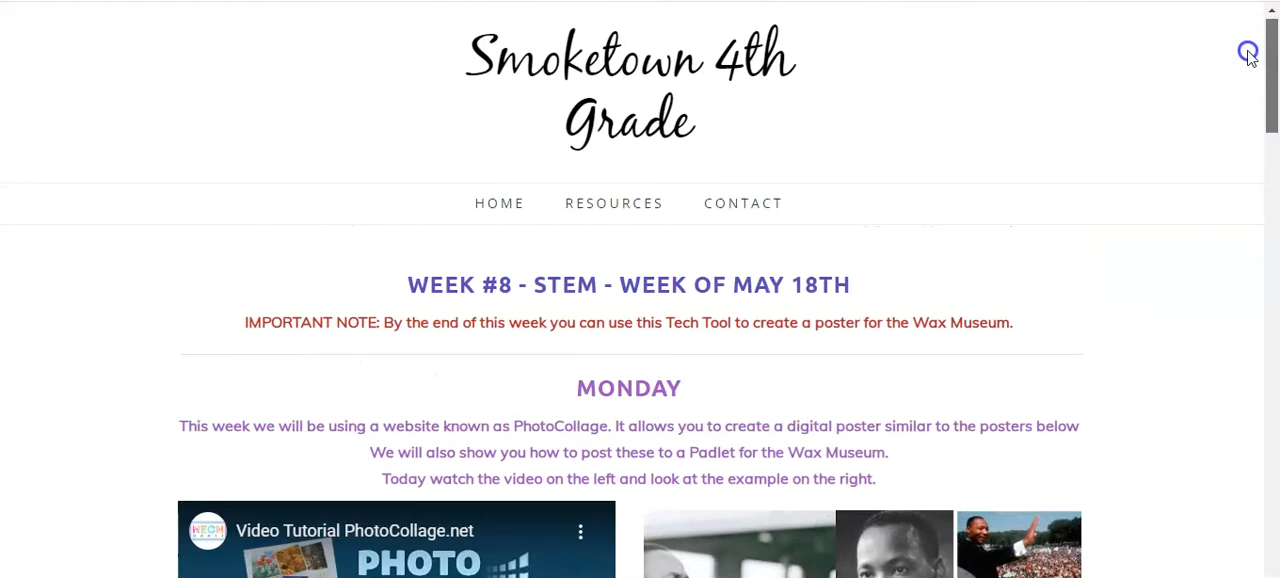 Smoketown 4th
Grade
HOME RESOURCES CONTACT
WEEK #8 - STEM - WEEK OF MAY 18TH
IMPORTANT NOTE: By the end of this week you can use this Tech Tool to create a poster for the Wax Museum.
MONDAY
This week we will be using a website known as PhotoCollage. It allows you to create a digital poster similar to the posters below
We will also show you how to post these to a Padlet for the Wax Museum.
Today watch the video on the left and look at the example on the right.
Video Tutorial PhotoCollage.net
PHOTO